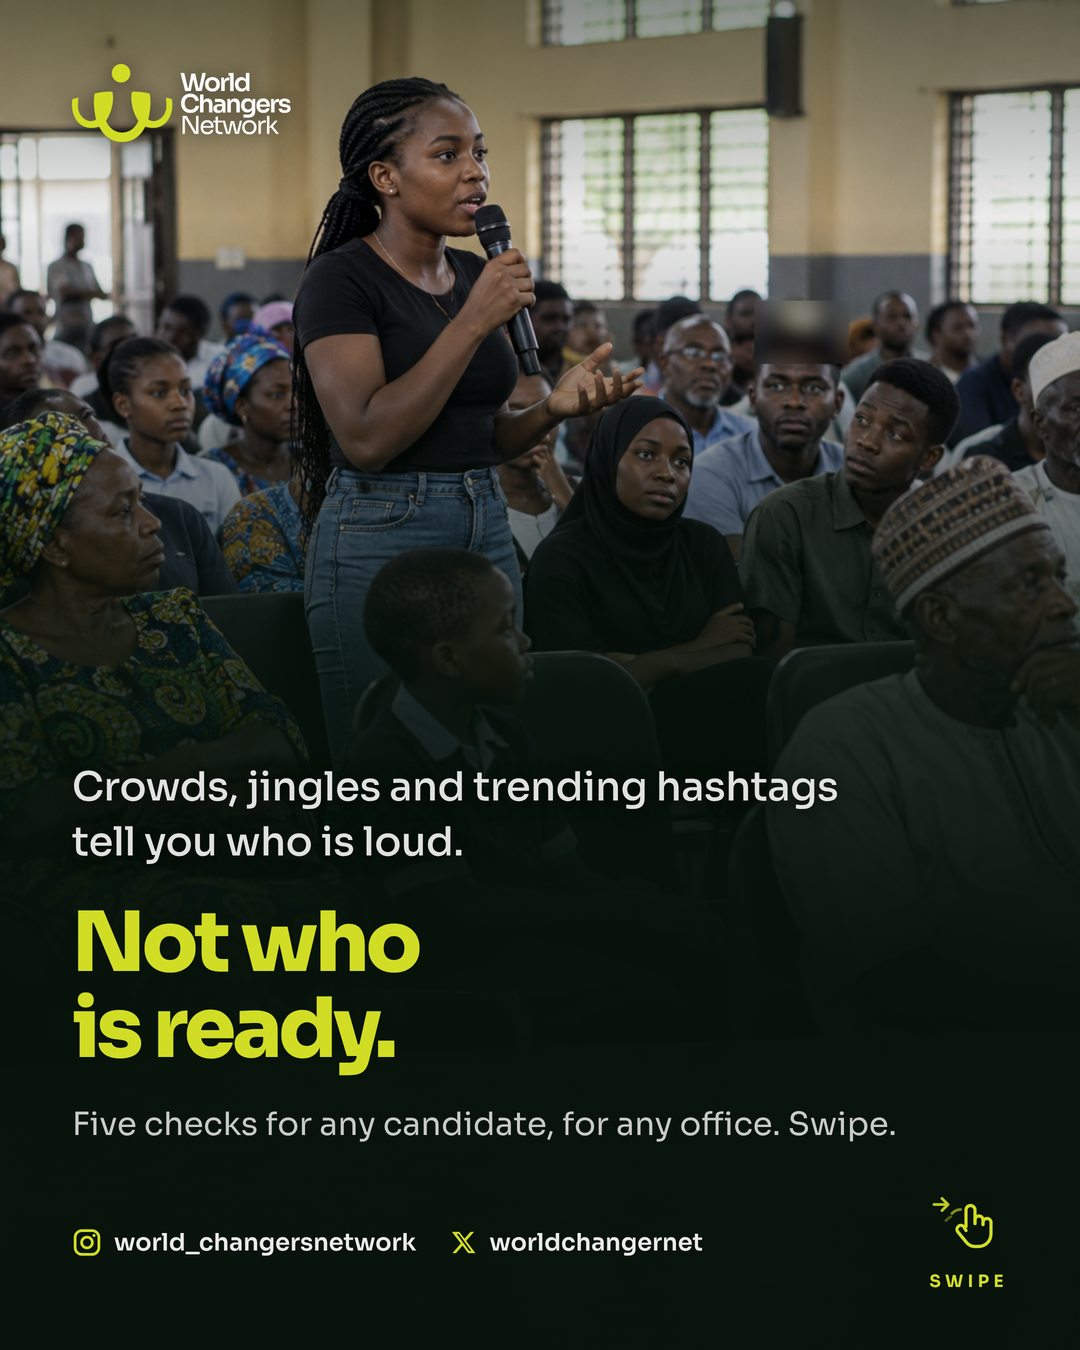 World
Changers
Network
Crowds, jingles and trending hashtags
tell you who is loud.
Not who
is ready.
Five checks for any candidate, for any office. Swipe.
world_changersnetwork
worldchangernet
SWIPE